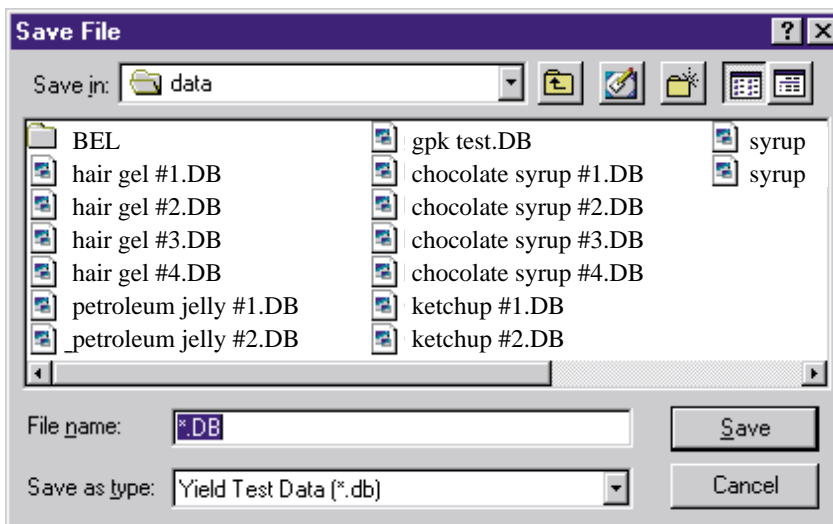 Save File
Save in: data
BEL
hair gel #1.DB
hair gel #2.DB
hair gel #3.DB
hair gel #4.DB
petroleum jelly #1.DB
_petroleum jelly #2.DB
gpk test.DB
chocolate syrup #1.DB
chocolate syrup #2.DB
chocolate syrup #3.DB
chocolate syrup #4.DB
ketchup #1.DB
ketchup #2.DB
syrup
syrup
File name: *.DB
Save
Save as type: Yield Test Data (*.db)
Cancel